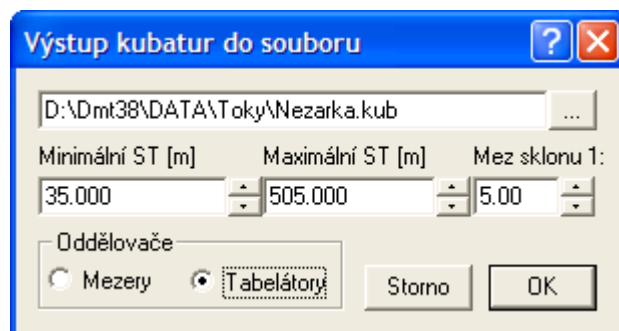 Výstup kubatur do souboru
D:\Dmt38\DATA\Toky\Nezarka.kub ...
Minimální ST [m] Maximální ST [m] Mez sklonu 1:
35.000 505.000 5.00
Oddělovače
Mezery Tabelátory Storno OK